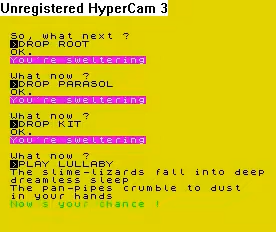 Unregistered HyperCam 3
So, what next ?
>DROP ROOT
OK.
You're sweltering
What now ?
>DROP PARASOL
OK.
You're sweltering
What now ?
>DROP KIT
OK.
You're sweltering
What now ?
>PLAY LULLABY
The slime-lizards fall into deep
dreamless sleep
The pan-pipes crumble to dust
in your hands
Now's your chance !